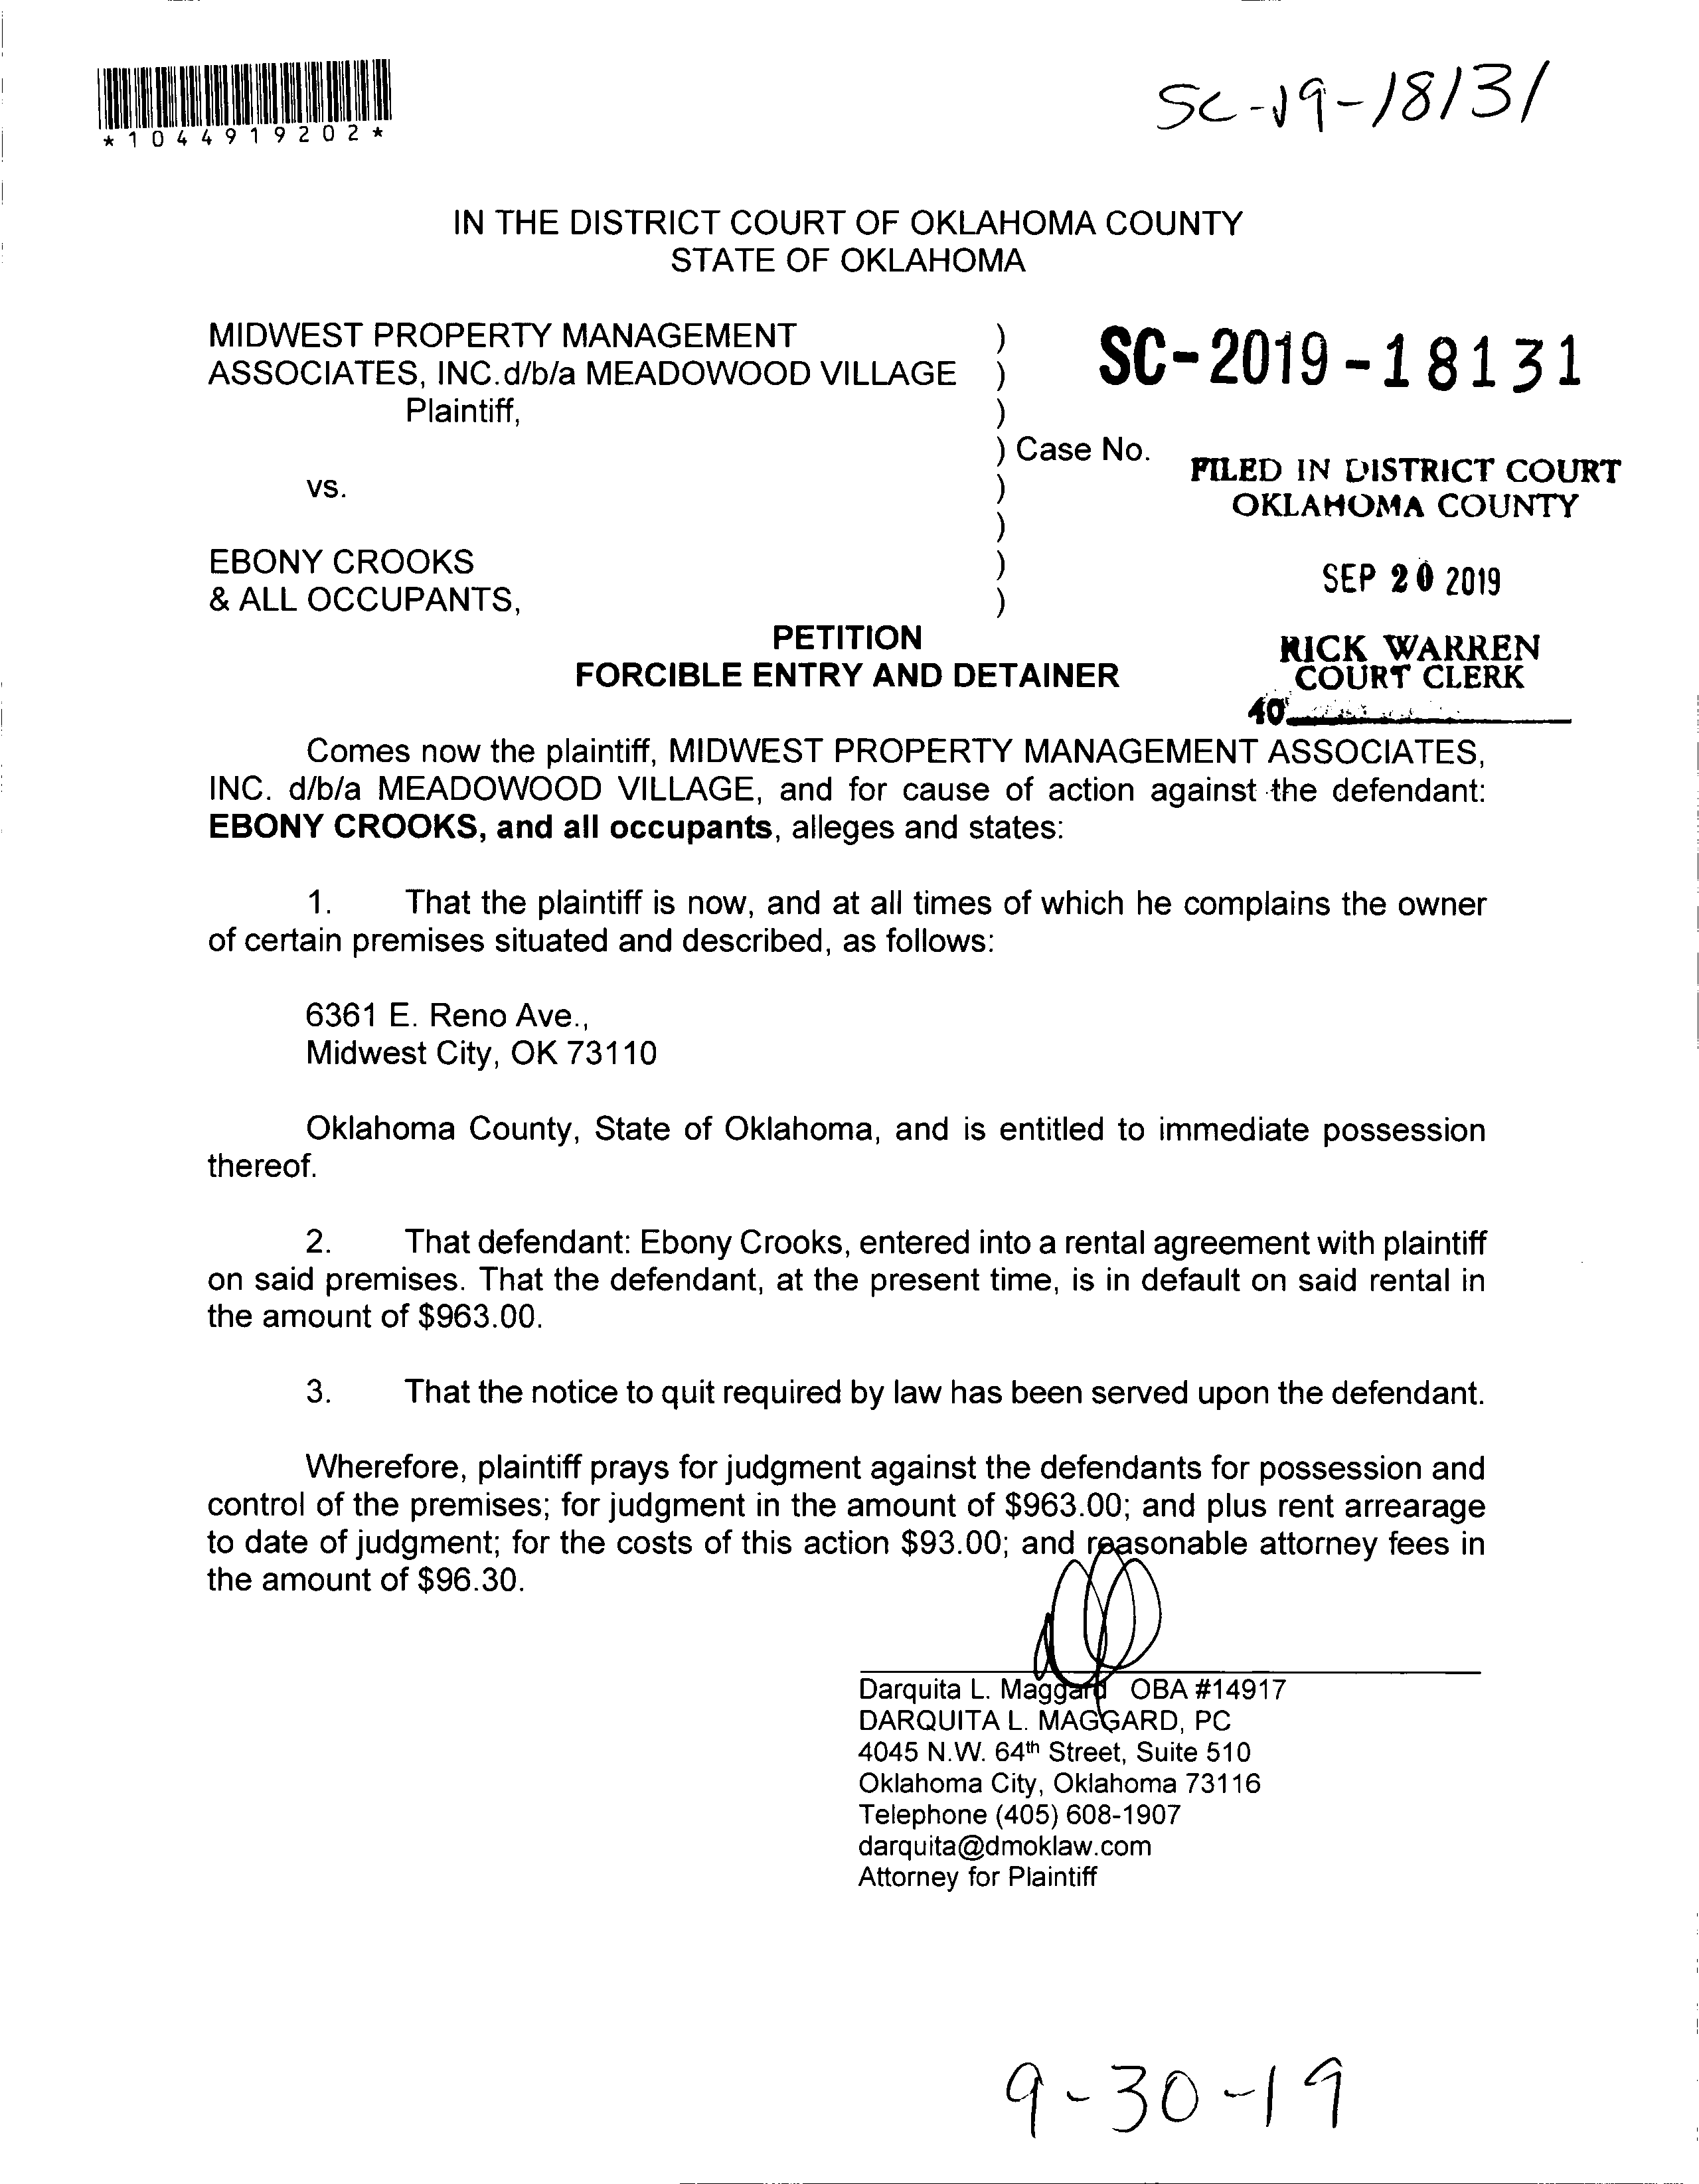 *1044919202*
SC-19-18131
IN THE DISTRICT COURT OF OKLAHOMA COUNTY
STATE OF OKLAHOMA
MIDWEST PROPERTY MANAGEMENT )
ASSOCIATES, INC.d/b/a MEADOWOOD VILLAGE )
SC-2019-18131
Plaintiff, )
) Case No.
FILED IN DISTRICT COURT
OKLAHOMA COUNTY
vs. )
)
EBONY CROOKS )
& ALL OCCUPANTS, )
SEP 20 2019
PETITION
FORCIBLE ENTRY AND DETAINER
RICK WARREN
COURT CLERK
40
Comes now the plaintiff, MIDWEST PROPERTY MANAGEMENT ASSOCIATES,
INC. d/b/a MEADOWOOD VILLAGE, and for cause of action against the defendant:
EBONY CROOKS, and all occupants, alleges and states:
1. That the plaintiff is now, and at all times of which he complains the owner
of certain premises situated and described, as follows:
6361 E. Reno Ave.,
Midwest City, OK 73110
Oklahoma County, State of Oklahoma, and is entitled to immediate possession
thereof.
2. That defendant: Ebony Crooks, entered into a rental agreement with plaintiff
on said premises. That the defendant, at the present time, is in default on said rental in
the amount of $963.00.
3. That the notice to quit required by law has been served upon the defendant.
Wherefore, plaintiff prays for judgment against the defendants for possession and
control of the premises; for judgment in the amount of $963.00; and plus rent arrearage
to date of judgment; for the costs of this action $93.00; and reasonable attorney fees in
the amount of $96.30.
Darquita L. Maggard OBA #14917
DARQUITA L. MAGGARD, PC
4045 N.W. 64th Street, Suite 510
Oklahoma City, Oklahoma 73116
Telephone (405) 608-1907
darquita@dmoklaw.com
Attorney for Plaintiff
9-30-19